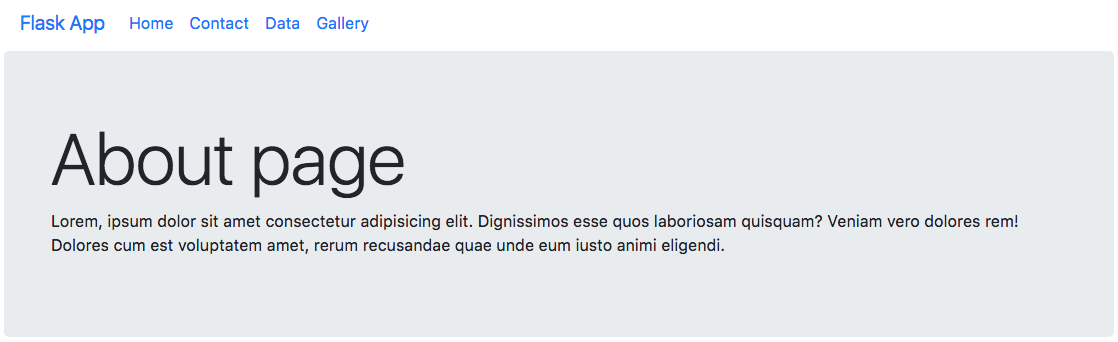 Flask App Home Contact Data Gallery
About page
Lorem, ipsum dolor sit amet consectetur adipisicing elit. Dignissimos esse quos laboriosam quisquam? Veniam vero dolores rem!
Dolores cum est voluptatem amet, rerum recusandae quae unde eum iusto animi eligendi.